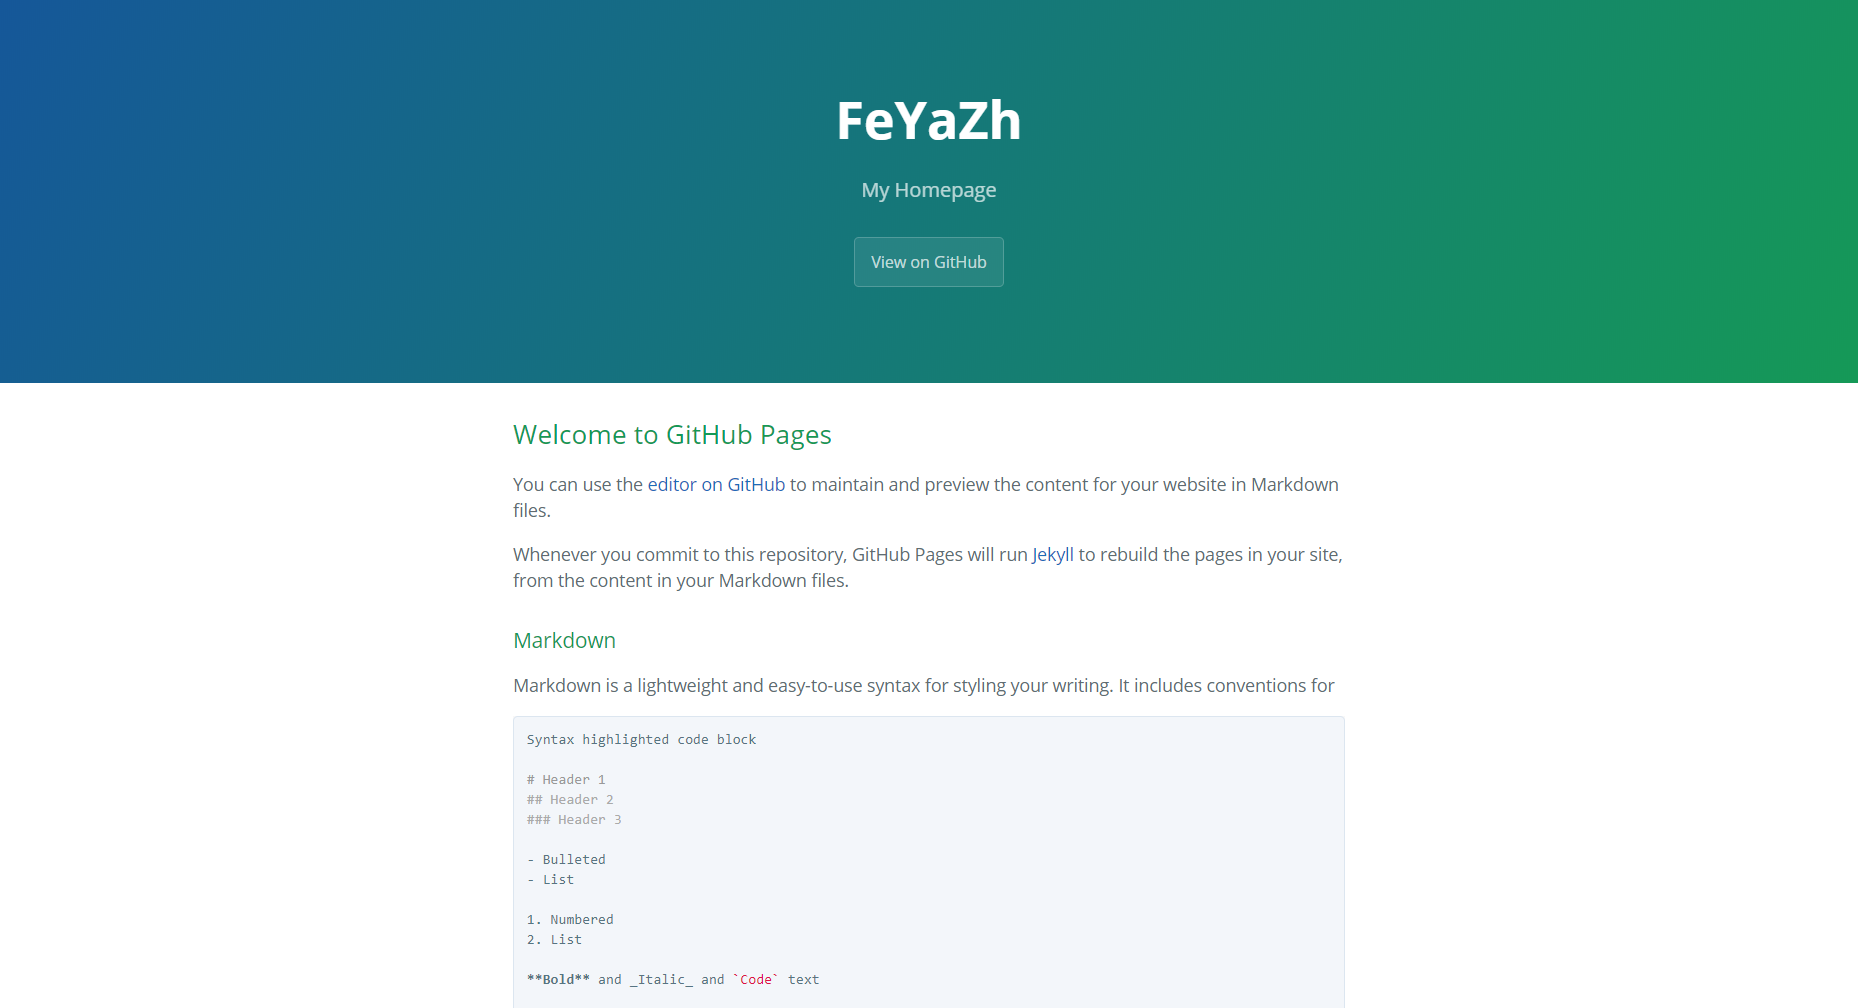 FeYaZh
My Homepage
View on GitHub
Welcome to GitHub Pages
You can use the editor on GitHub to maintain and preview the content for your website in Markdown
files.
Whenever you commit to this repository, GitHub Pages will run Jekyll to rebuild the pages in your site,
from the content in your Markdown files.
Markdown
Markdown is a lightweight and easy-to-use syntax for styling your writing. It includes conventions for
Syntax highlighted code block
# Header 1
## Header 2
### Header 3
- Bulleted
- List
1. Numbered
2. List
**Bold** and _Italic_ and `Code` text